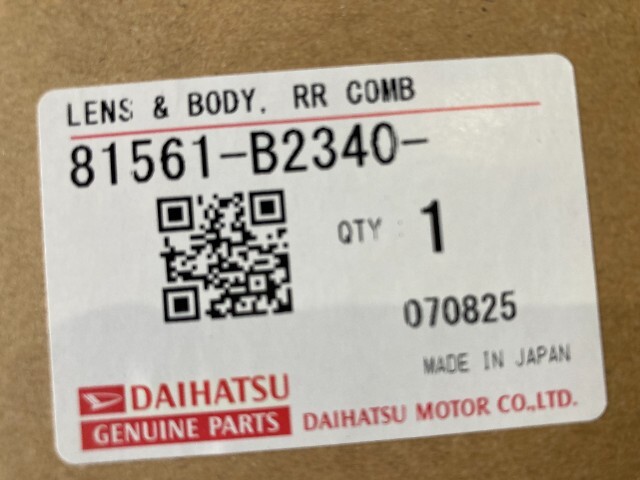 LENS & BODY, RR COMB
81561-B2340-
QTY : 1
070825
MADE IN JAPAN
DAIHATSU
GENUINE PARTS
DAIHATSU MOTOR CO.,LTD.